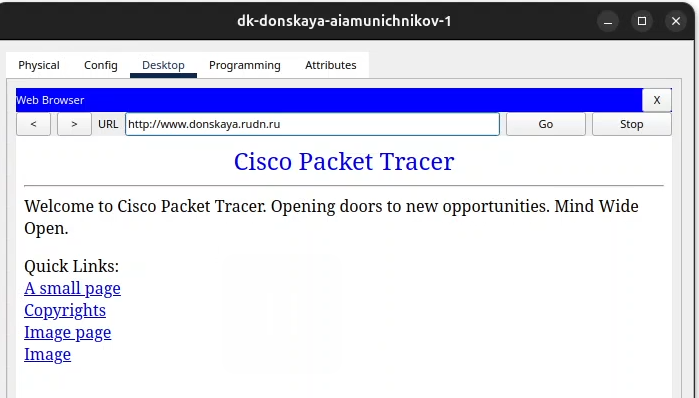 dk-donskaya-aiamunichnikov-1
Physical Config Desktop Programming Attributes
Web Browser X
< > URL http://www.donskaya.rudn.ru Go Stop
Cisco Packet Tracer
Welcome to Cisco Packet Tracer. Opening doors to new opportunities. Mind Wide
Open.
Quick Links:
A small page
Copyrights
Image page
Image